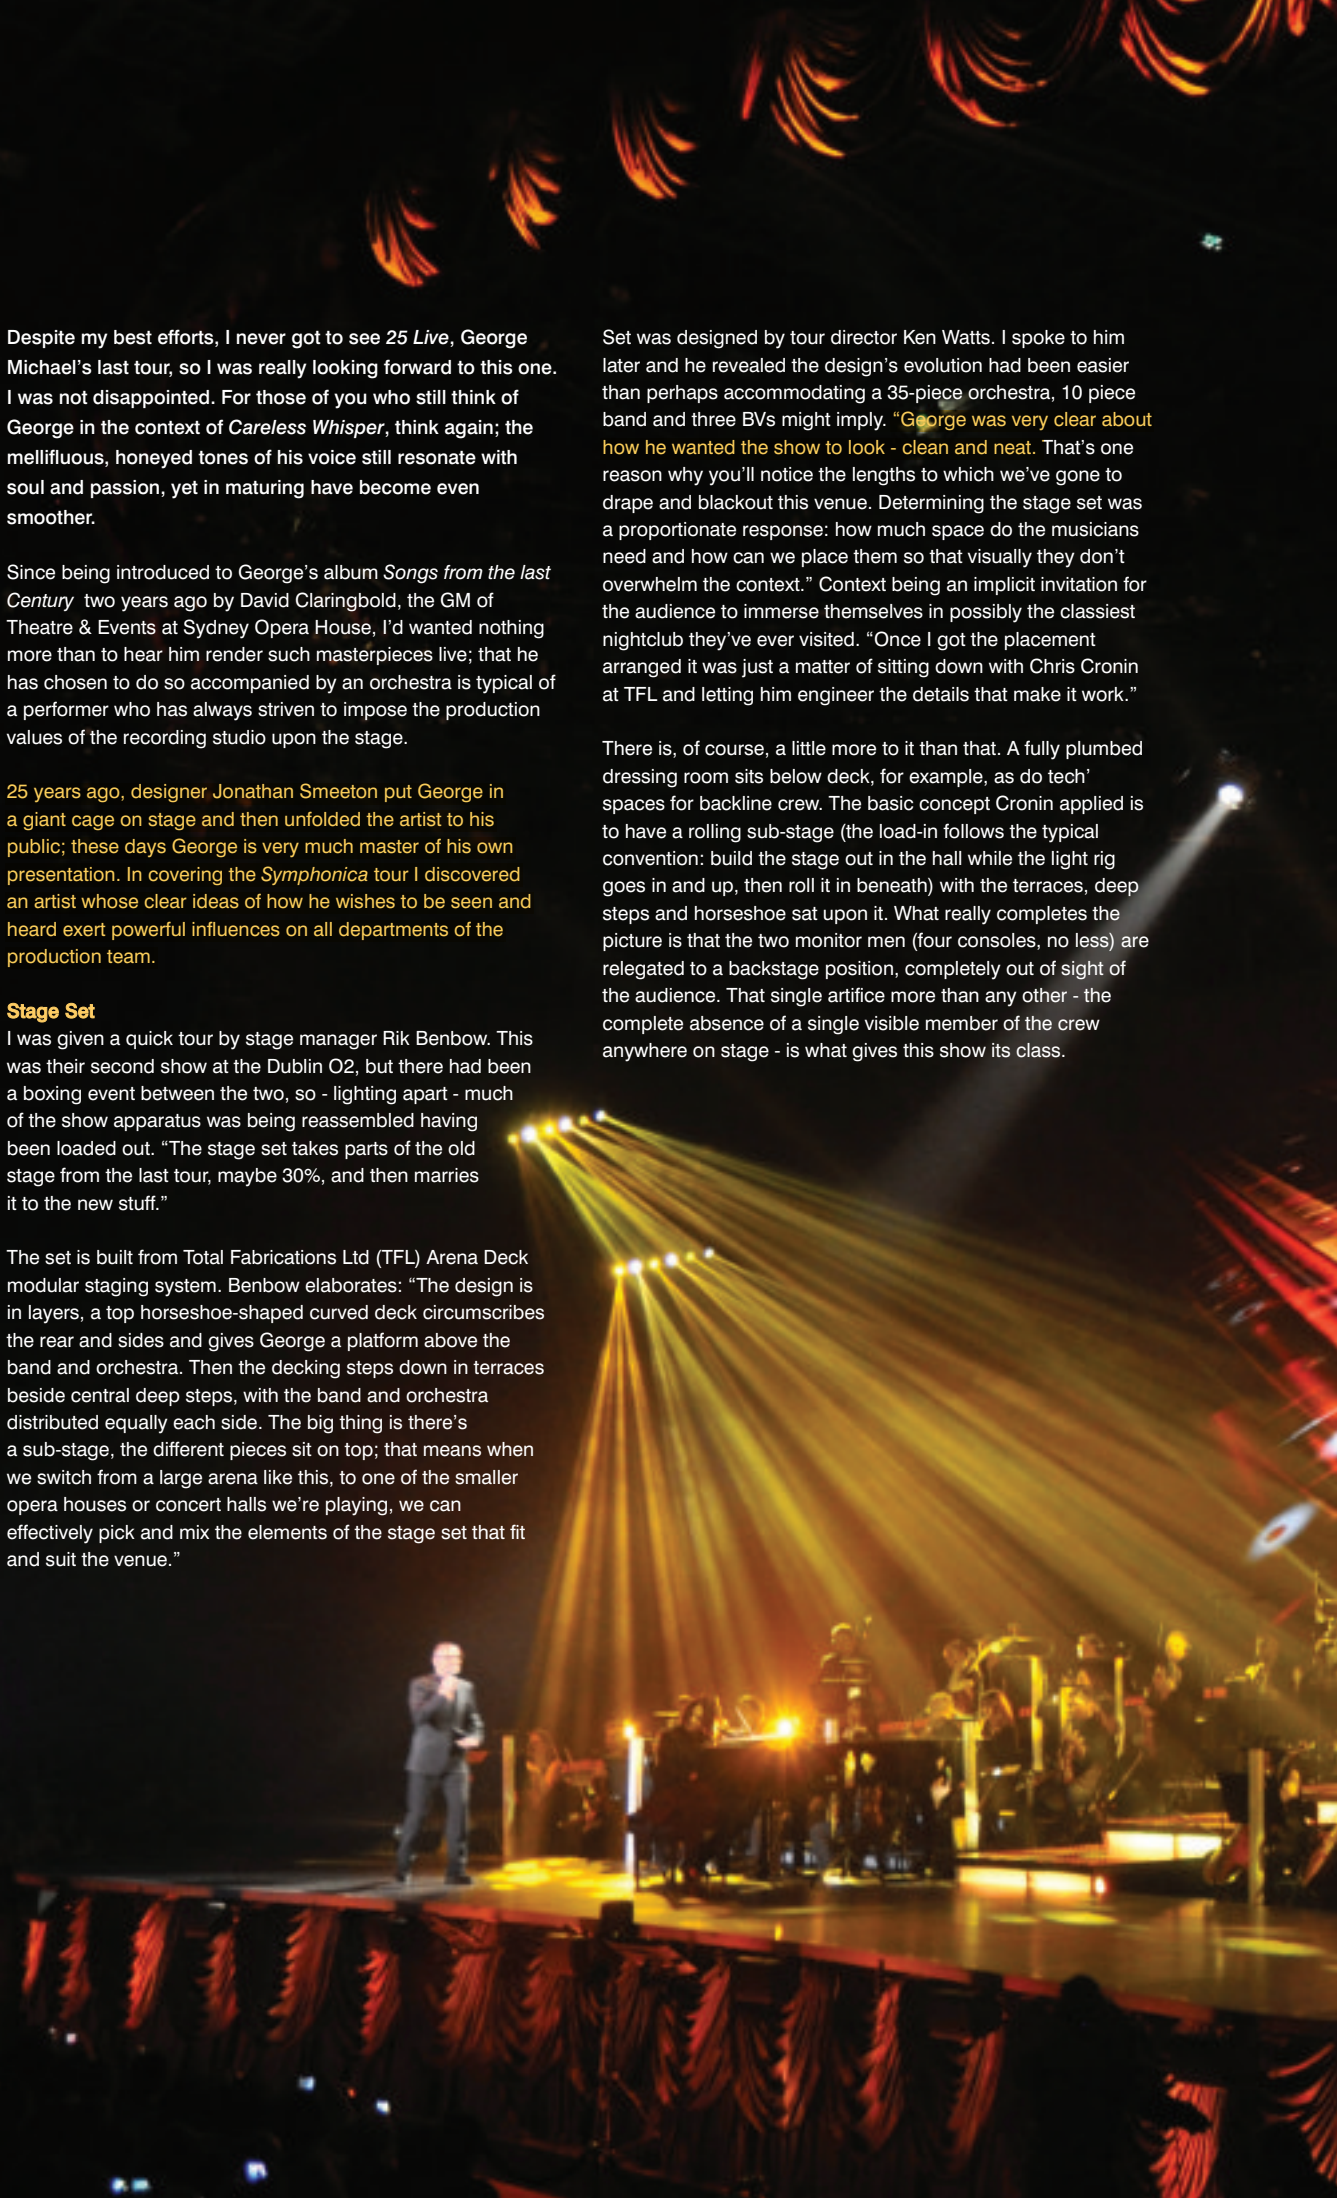 Despite my best efforts, I never got to see 25 Live, George
Michael's last tour, so I was really looking forward to this one.
I was not disappointed. For those of you who still think of
George in the context of Careless Whisper, think again; the
mellifluous, honeyed tones of his voice still resonate with
soul and passion, yet in maturing have become even
smoother.
Since being introduced to George's album Songs from the last
Century two years ago by David Claringbold, the GM of
Theatre & Events at Sydney Opera House, I'd wanted nothing
more than to hear him render such masterpieces live; that he
has chosen to do so accompanied by an orchestra is typical of
a performer who has always striven to impose the production
values of the recording studio upon the stage.
25 years ago, designer Jonathan Smeeton put George in
a giant cage on stage and then unfolded the artist to his
public; these days George is very much master of his own
presentation. In covering the Symphonica tour I discovered
an artist whose clear ideas of how he wishes to be seen and
heard exert powerful influences on all departments of the
production team.
Stage Set
I was given a quick tour by stage manager Rik Benbow. This
was their second show at the Dublin O2, but there had been
a boxing event between the two, so - lighting apart - much
of the show apparatus was being reassembled having
been loaded out. “The stage set takes parts of the old
stage from the last tour, maybe 30%, and then marries
it to the new stuff.”
The set is built from Total Fabrications Ltd (TFL) Arena Deck
modular staging system. Benbow elaborates: “The design is
in layers, a top horseshoe-shaped curved deck circumscribes
the rear and sides and gives George a platform above the
band and orchestra. Then the decking steps down in terraces
beside central deep steps, with the band and orchestra
distributed equally each side. The big thing is there's
a sub-stage, the different pieces sit on top; that means when
we switch from a large arena like this, to one of the smaller
opera houses or concert halls we're playing, we can
effectively pick and mix the elements of the stage set that fit
and suit the venue.”
Set was designed by tour director Ken Watts. I spoke to him
later and he revealed the design's evolution had been easier
than perhaps accommodating a 35-piece orchestra, 10 piece
band and three BVs might imply. “George was very clear about
how he wanted the show to look - clean and neat. That's one
reason why you'll notice the lengths to which we've gone to
drape and blackout this venue. Determining the stage set was
a proportionate response: how much space do the musicians
need and how can we place them so that visually they don't
overwhelm the context.” Context being an implicit invitation for
the audience to immerse themselves in possibly the classiest
nightclub they've ever visited. “Once I got the placement
arranged it was just a matter of sitting down with Chris Cronin
at TFL and letting him engineer the details that make it work.”
There is, of course, a little more to it than that. A fully plumbed
dressing room sits below deck, for example, as do tech'
spaces for backline crew. The basic concept Cronin applied is
to have a rolling sub-stage (the load-in follows the typical
convention: build the stage out in the hall while the light rig
goes in and up, then roll it in beneath) with the terraces, deep
steps and horseshoe sat upon it. What really completes the
picture is that the two monitor men (four consoles, no less) are
relegated to a backstage position, completely out of sight of
the audience. That single artifice more than any other - the
complete absence of a single visible member of the crew
anywhere on stage - is what gives this show its class.